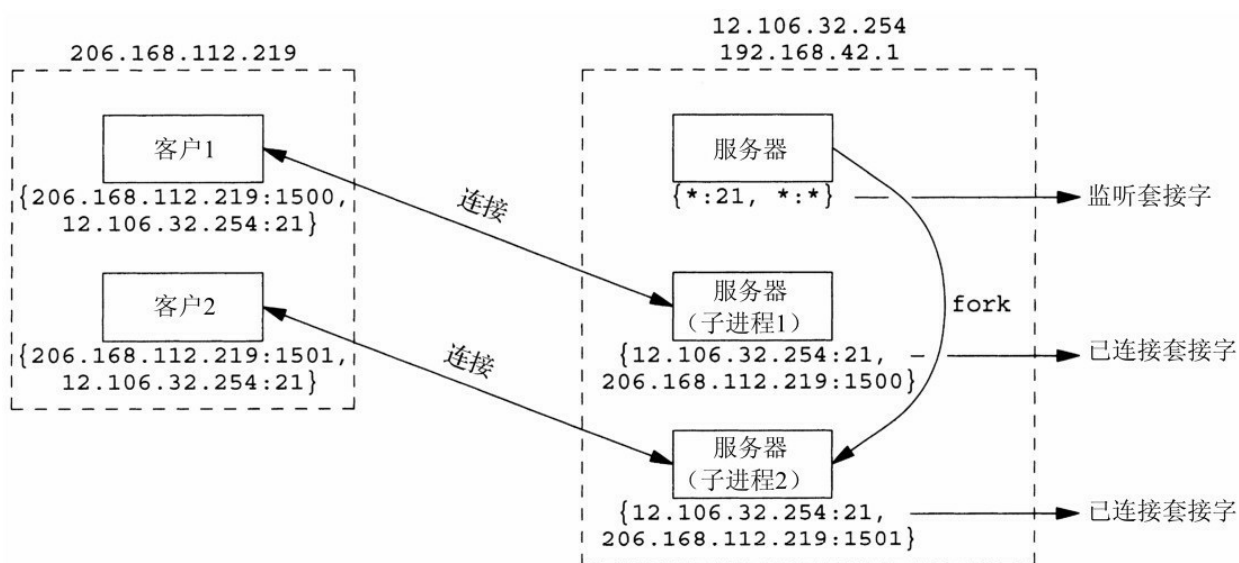 206.168.112.219
12.106.32.254
192.168.42.1
客户1
{206.168.112.219:1500,
12.106.32.254:21}
客户2
{206.168.112.219:1501,
12.106.32.254:21}
连接
连接
服务器
{*:21, *:*}
监听套接字
服务器
（子进程1）
{12.106.32.254:21,
206.168.112.219:1500}
已连接套接字
fork
服务器
（子进程2）
{12.106.32.254:21,
206.168.112.219:1501}
已连接套接字